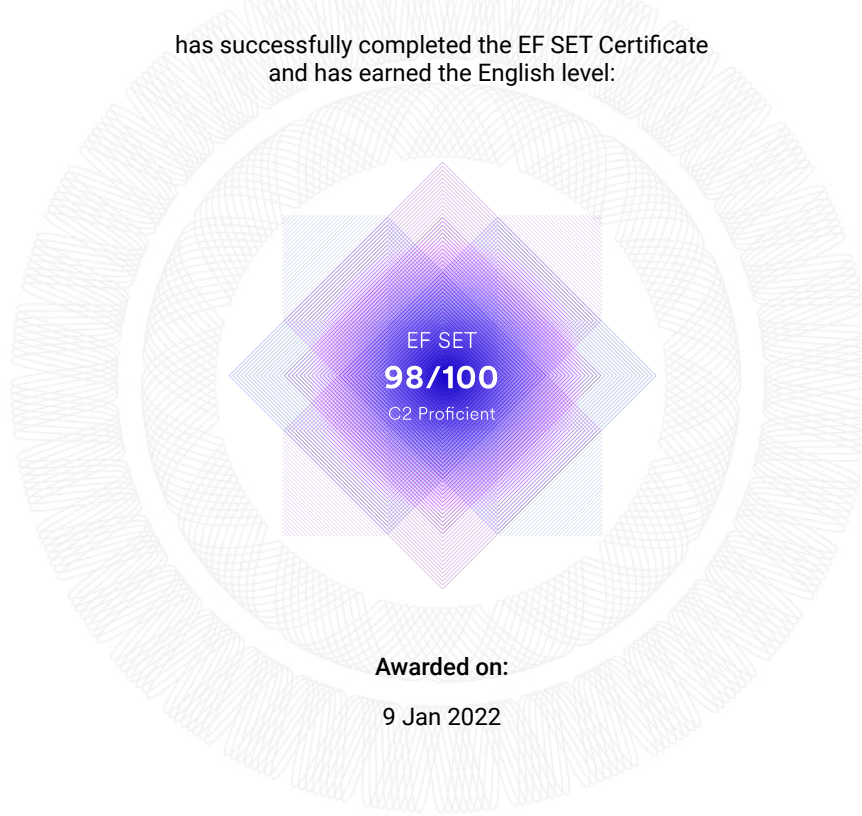 has successfully completed the EF SET Certificate
and has earned the English level:
EF SET
98/100
C2 Proficient
Awarded on:
9 Jan 2022